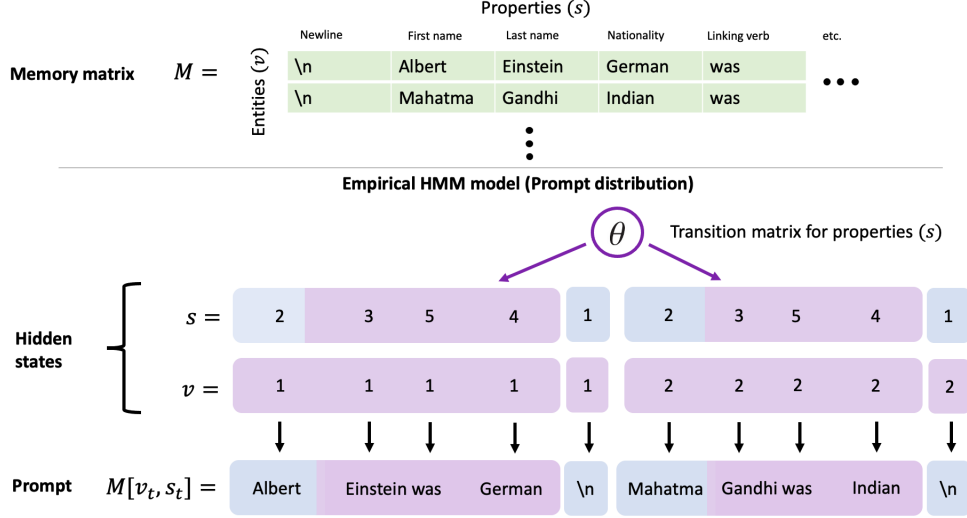 Properties (s)
Newline First name Last name Nationality Linking verb etc.
Memory matrix M = Entities (v)
\n Albert Einstein German was
\n Mahatma Gandhi Indian was
Empirical HMM model (Prompt distribution)
θ Transition matrix for properties (s)
Hidden states
s = 2 3 5 4 1 2 3 5 4 1
v = 1 1 1 1 1 2 2 2 2 2
Prompt M[v_t, s_t] = Albert Einstein was German \n Mahatma Gandhi was Indian \n